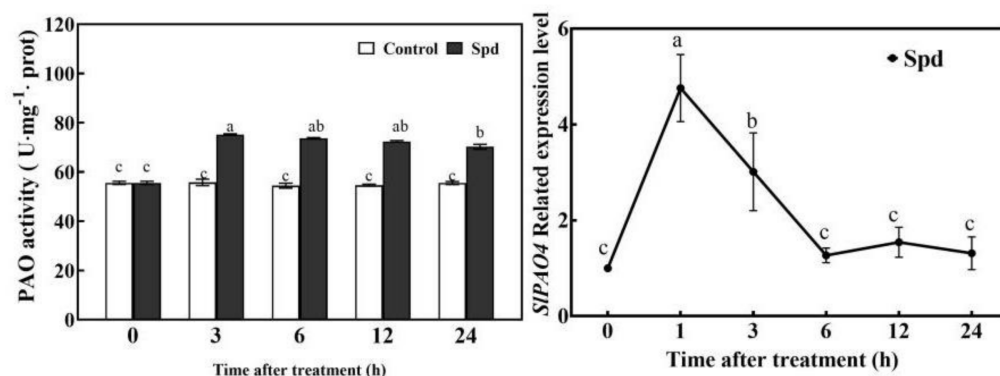 PAO activity ( U·mg⁻¹· prot)
120
100
80
60
40
20
0
Control Spd
c c c a c ab c ab c b
0 3 6 12 24
Time after treatment (h)
SlPAO4 Related expression level
6
4
2
0
Spd
c a b c c c
0 1 3 6 12 24
Time after treatment (h)